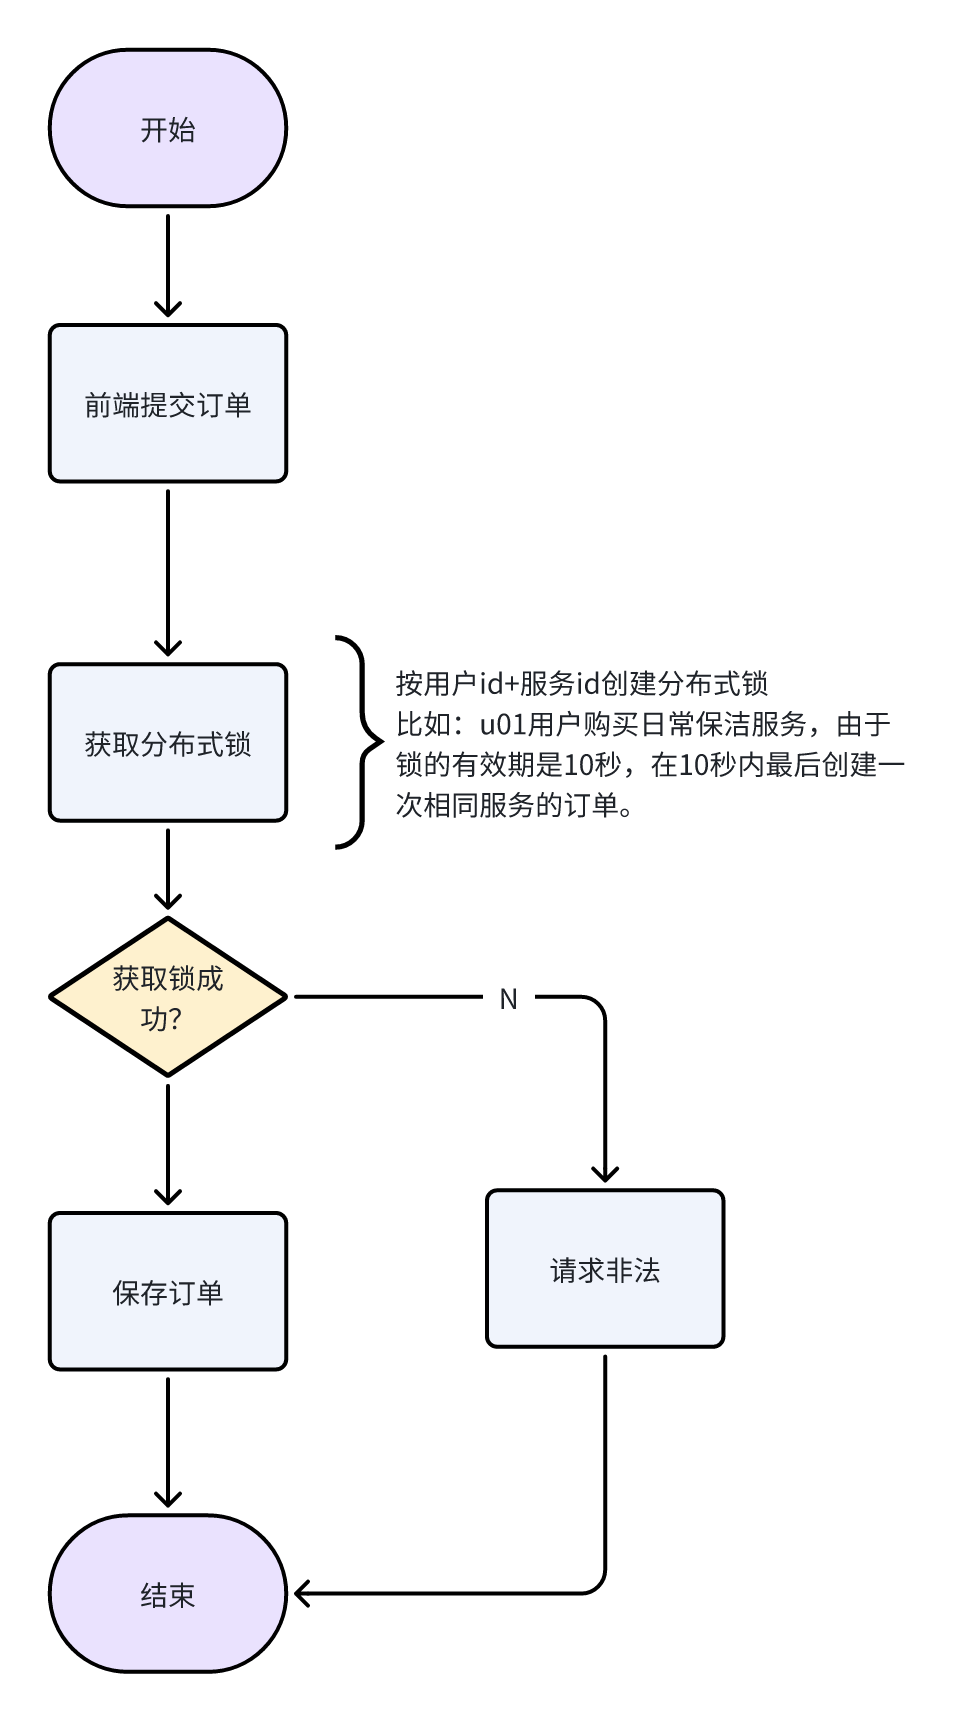 开始
前端提交订单
获取分布式锁
按用户id+服务id创建分布式锁
比如：u01用户购买日常保洁服务，由于
锁的有效期是10秒，在10秒内最后创建一
次相同服务的订单。
获取锁成
功？
N
保存订单
请求非法
结束